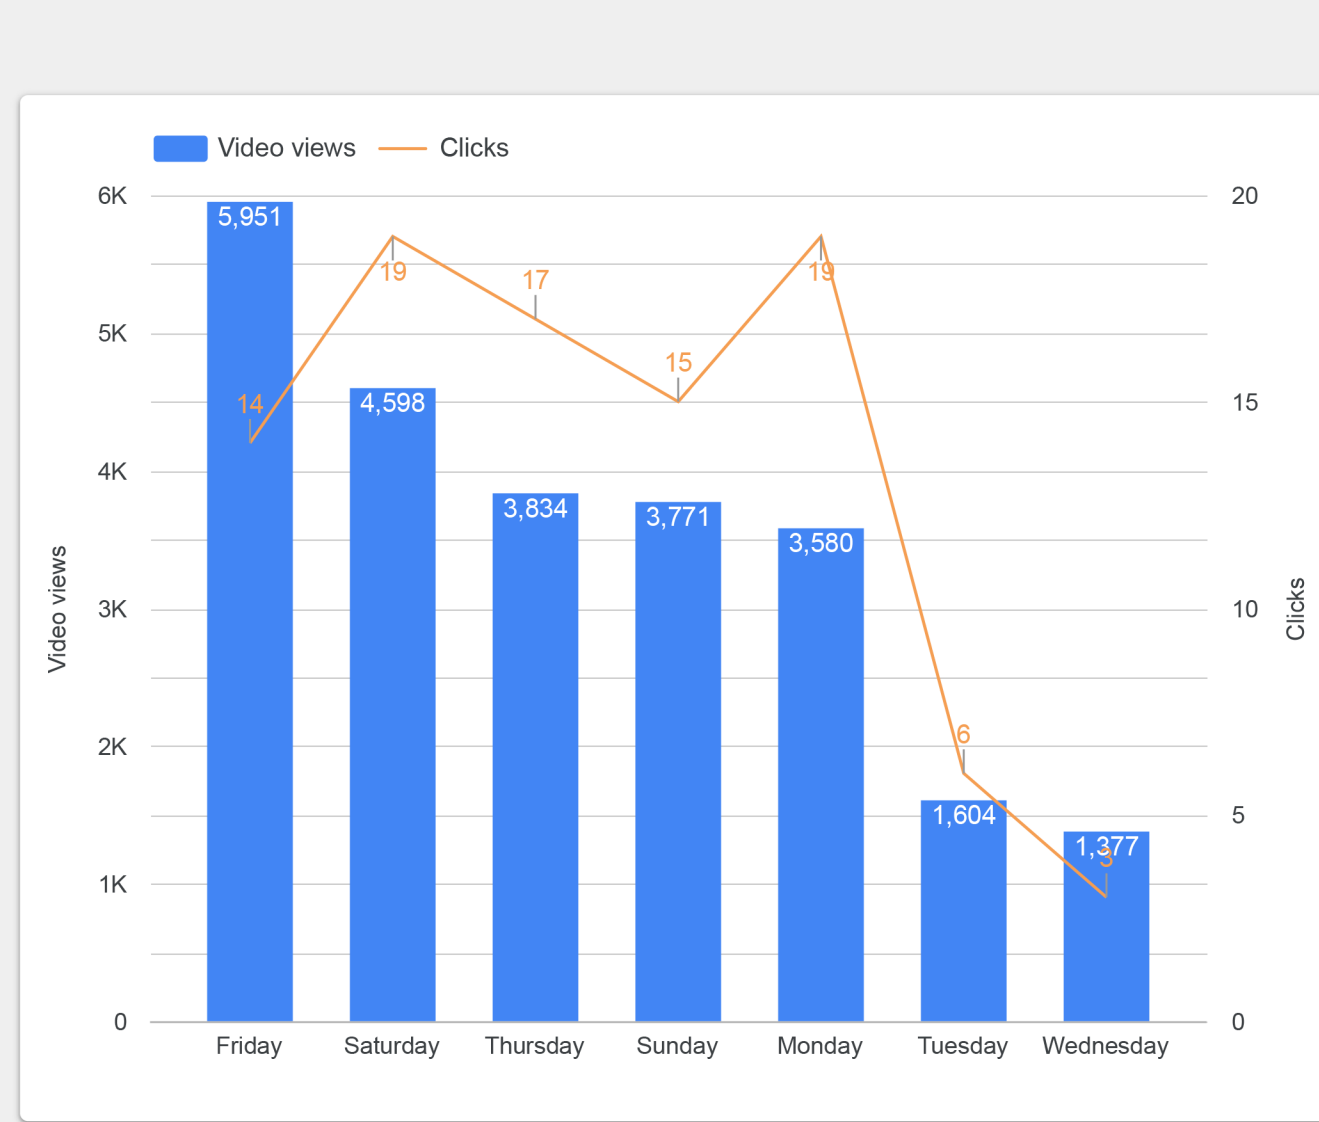 Video views Clicks
6K 20
5,951
19
17
19
5K
15
14
4,598
15
4K
3,834
3,771
3,580
Video views
3K 10
Clicks
6
2K
1,604
5
1,377
3
1K
0 0
Friday Saturday Thursday Sunday Monday Tuesday Wednesday